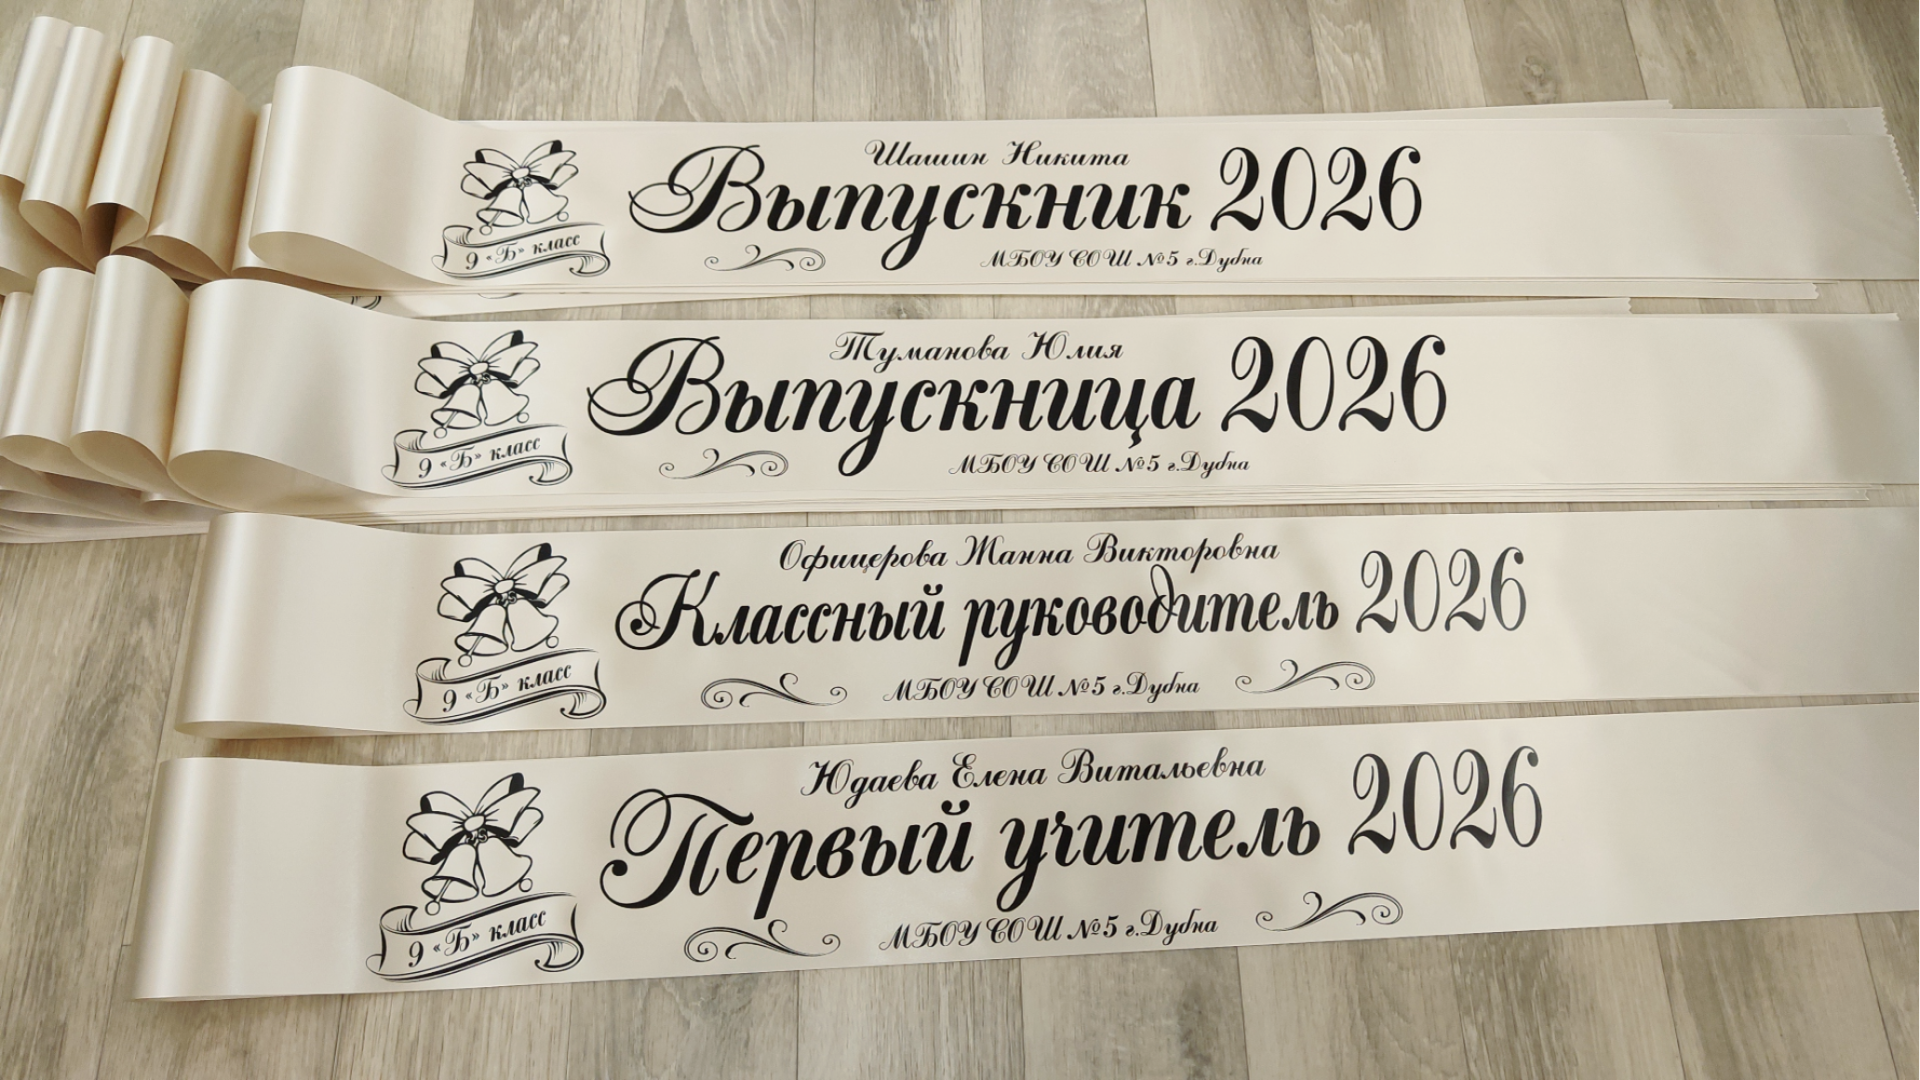 Шашин Никита
Выпускник 2026
9 «Б» класс
МБОУ СОШ №5 г.Дубна
Туманова Юлия
Выпускница 2026
9 «Б» класс
МБОУ СОШ №5 г.Дубна
Офицерова Жанна Викторовна
Классный руководитель 2026
9 «Б» класс
МБОУ СОШ №5 г.Дубна
Юдаева Елена Витальевна
Первый учитель 2026
9 «Б» класс
МБОУ СОШ №5 г.Дубна